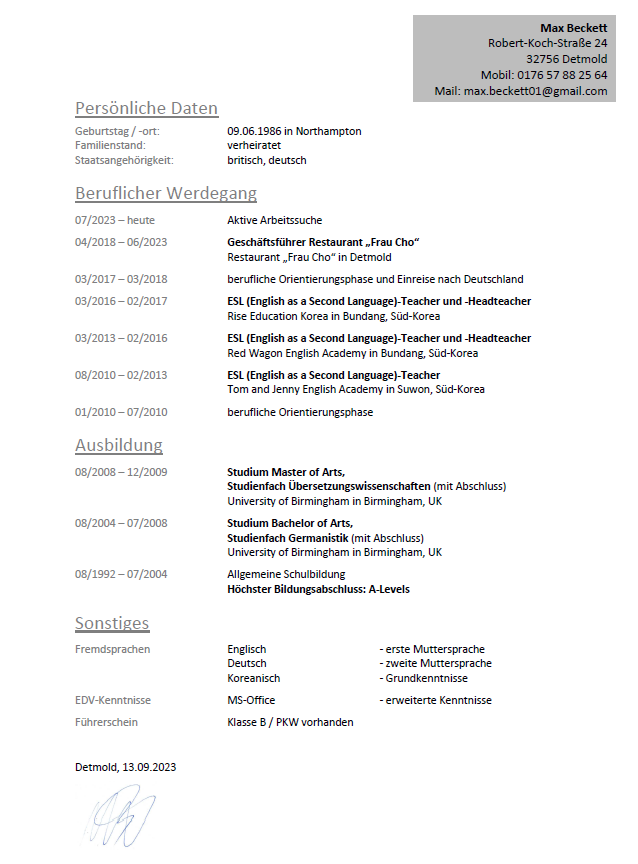 Max Beckett
Robert-Koch-Straße 24
32756 Detmold
Mobil: 0176 57 88 25 64
Mail: max.beckett01@gmail.com
Persönliche Daten
Geburtstag / -ort: 09.06.1986 in Northampton
Familienstand: verheiratet
Staatsangehörigkeit: britisch, deutsch
Beruflicher Werdegang
07/2023 – heute Aktive Arbeitssuche
04/2018 – 06/2023 Geschäftsführer Restaurant „Frau Cho“
Restaurant „Frau Cho“ in Detmold
03/2017 – 03/2018 berufliche Orientierungsphase und Einreise nach Deutschland
03/2016 – 02/2017 ESL (English as a Second Language)-Teacher und -Headteacher
Rise Education Korea in Bundang, Süd-Korea
03/2013 – 02/2016 ESL (English as a Second Language)-Teacher und -Headteacher
Red Wagon English Academy in Bundang, Süd-Korea
08/2010 – 02/2013 ESL (English as a Second Language)-Teacher
Tom and Jenny English Academy in Suwon, Süd-Korea
01/2010 – 07/2010 berufliche Orientierungsphase
Ausbildung
08/2008 – 12/2009 Studium Master of Arts,
Studienfach Übersetzungswissenschaften (mit Abschluss)
University of Birmingham in Birmingham, UK
08/2004 – 07/2008 Studium Bachelor of Arts,
Studienfach Germanistik (mit Abschluss)
University of Birmingham in Birmingham, UK
08/1992 – 07/2004 Allgemeine Schulbildung
Höchster Bildungsabschluss: A-Levels
Sonstiges
Fremdsprachen Englisch - erste Muttersprache
Deutsch - zweite Muttersprache
Koreanisch - Grundkenntnisse
EDV-Kenntnisse MS-Office - erweiterte Kenntnisse
Führerschein Klasse B / PKW vorhanden
Detmold, 13.09.2023